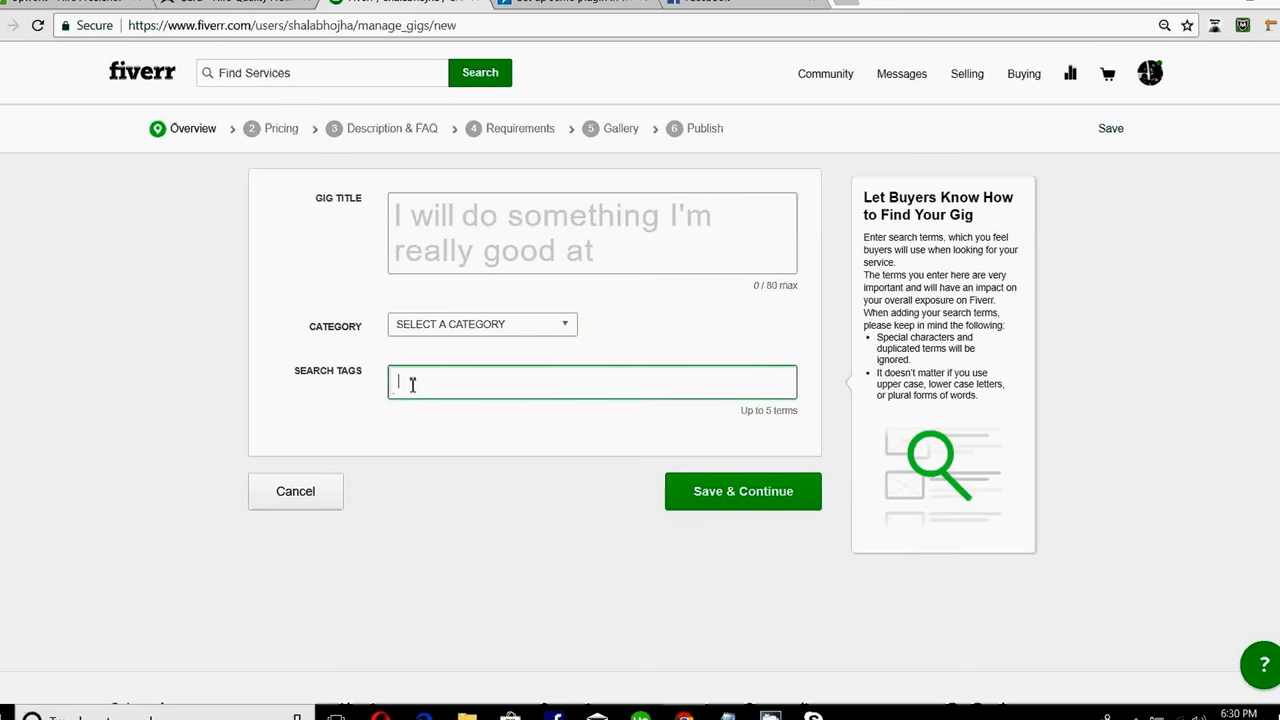 Secure
https://www.fiverr.com/users/shalabhojha/manage_gigs/new
fiverr
Find Services
Search
Community
Messages
Selling
Buying
Overview
2 Pricing
3 Description & FAQ
4 Requirements
5 Gallery
6 Publish
Save
GIG TITLE
I will do something I'm
really good at
0 / 80 max
CATEGORY
SELECT A CATEGORY
SEARCH TAGS
Up to 5 terms
Cancel
Save & Continue
Let Buyers Know How
to Find Your Gig
Enter search terms, which you feel
buyers will use when looking for your
service.
The terms you enter here are very
important and will have an impact on
your overall exposure on Fiverr.
When adding your search terms,
please keep in mind the following:
Special characters and
duplicated terms will be
ignored.
It doesn't matter if you use
upper case, lower case letters,
or plural forms of words.
?
6:30 PM